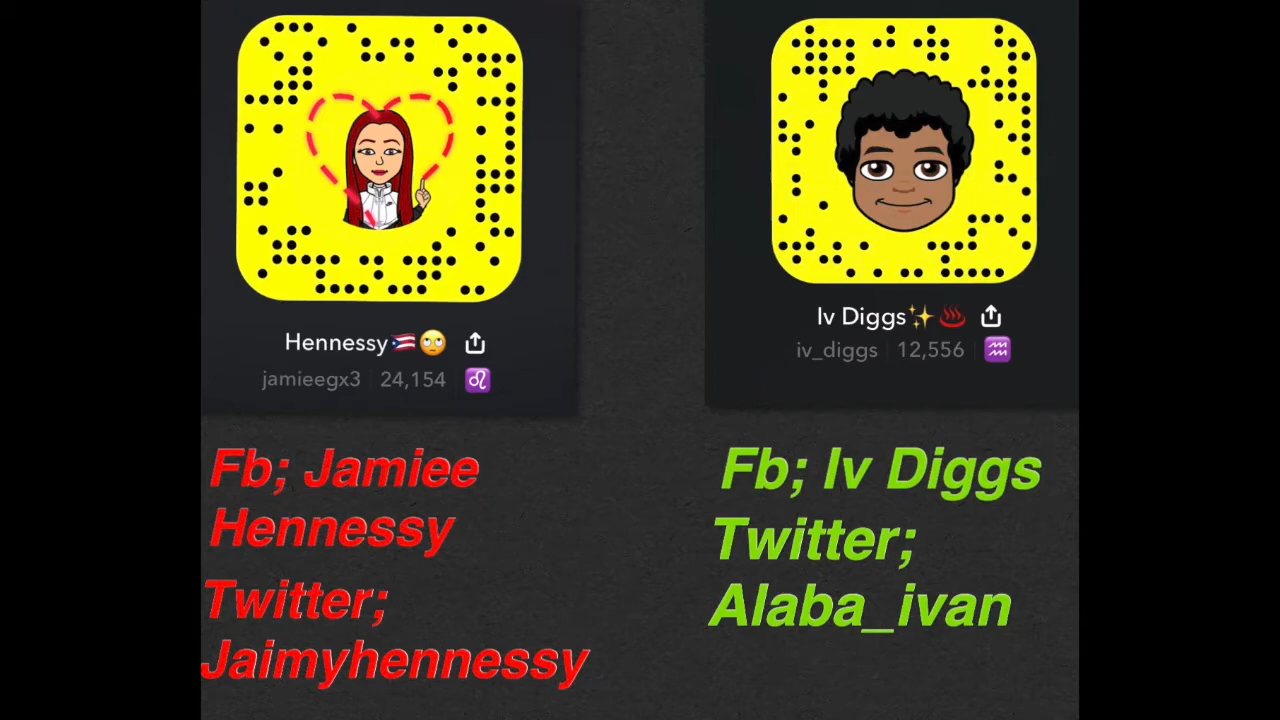 Hennessy🇵🇷🙄
jamieegx3 24,154 ♌
Fb; Jamiee
Hennessy
Twitter;
Jaimyhennessy
Iv Diggs✨♨️
iv_diggs 12,556 ♒
Fb; Iv Diggs
Twitter;
Alaba_ivan